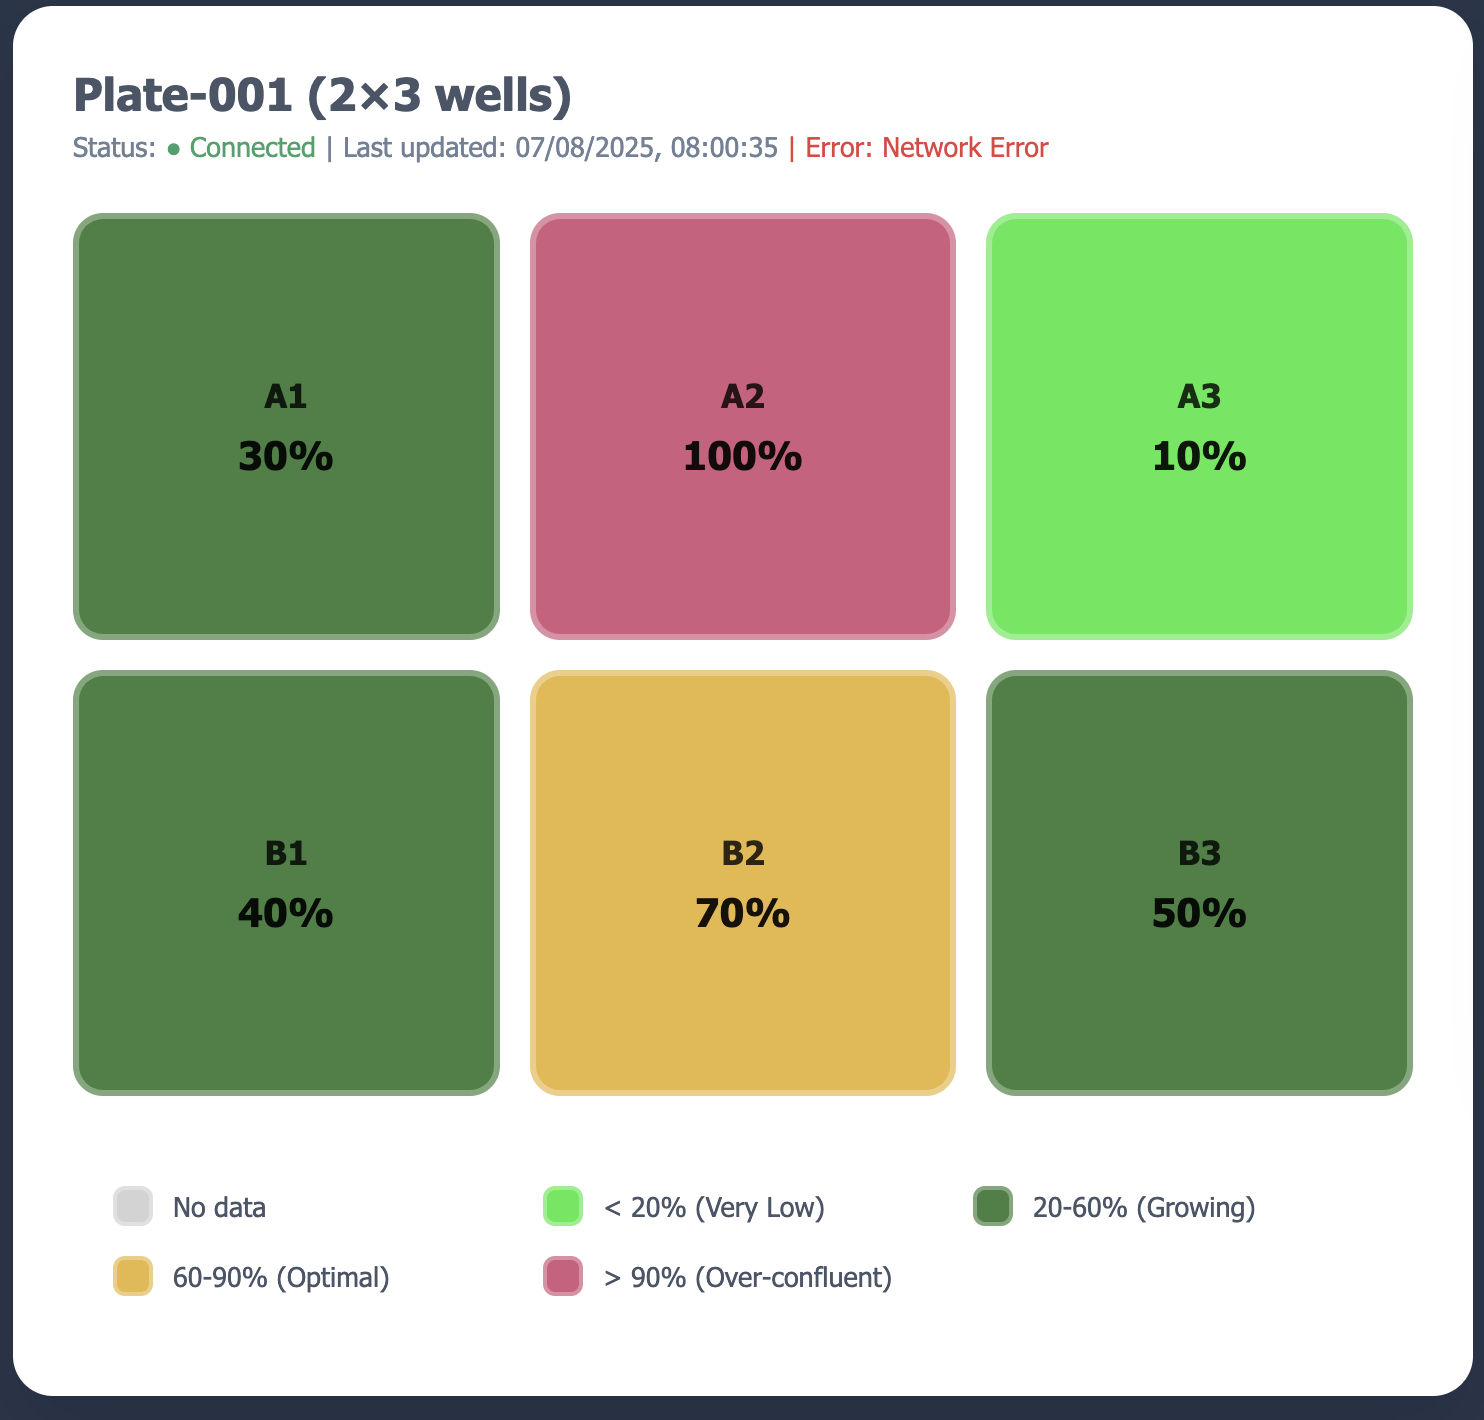 Plate-001 (2×3 wells)
Status: ● Connected | Last updated: 07/08/2025, 08:00:35 | Error: Network Error
A1
30%
A2
100%
A3
10%
B1
40%
B2
70%
B3
50%
No data
< 20% (Very Low)
20-60% (Growing)
60-90% (Optimal)
> 90% (Over-confluent)